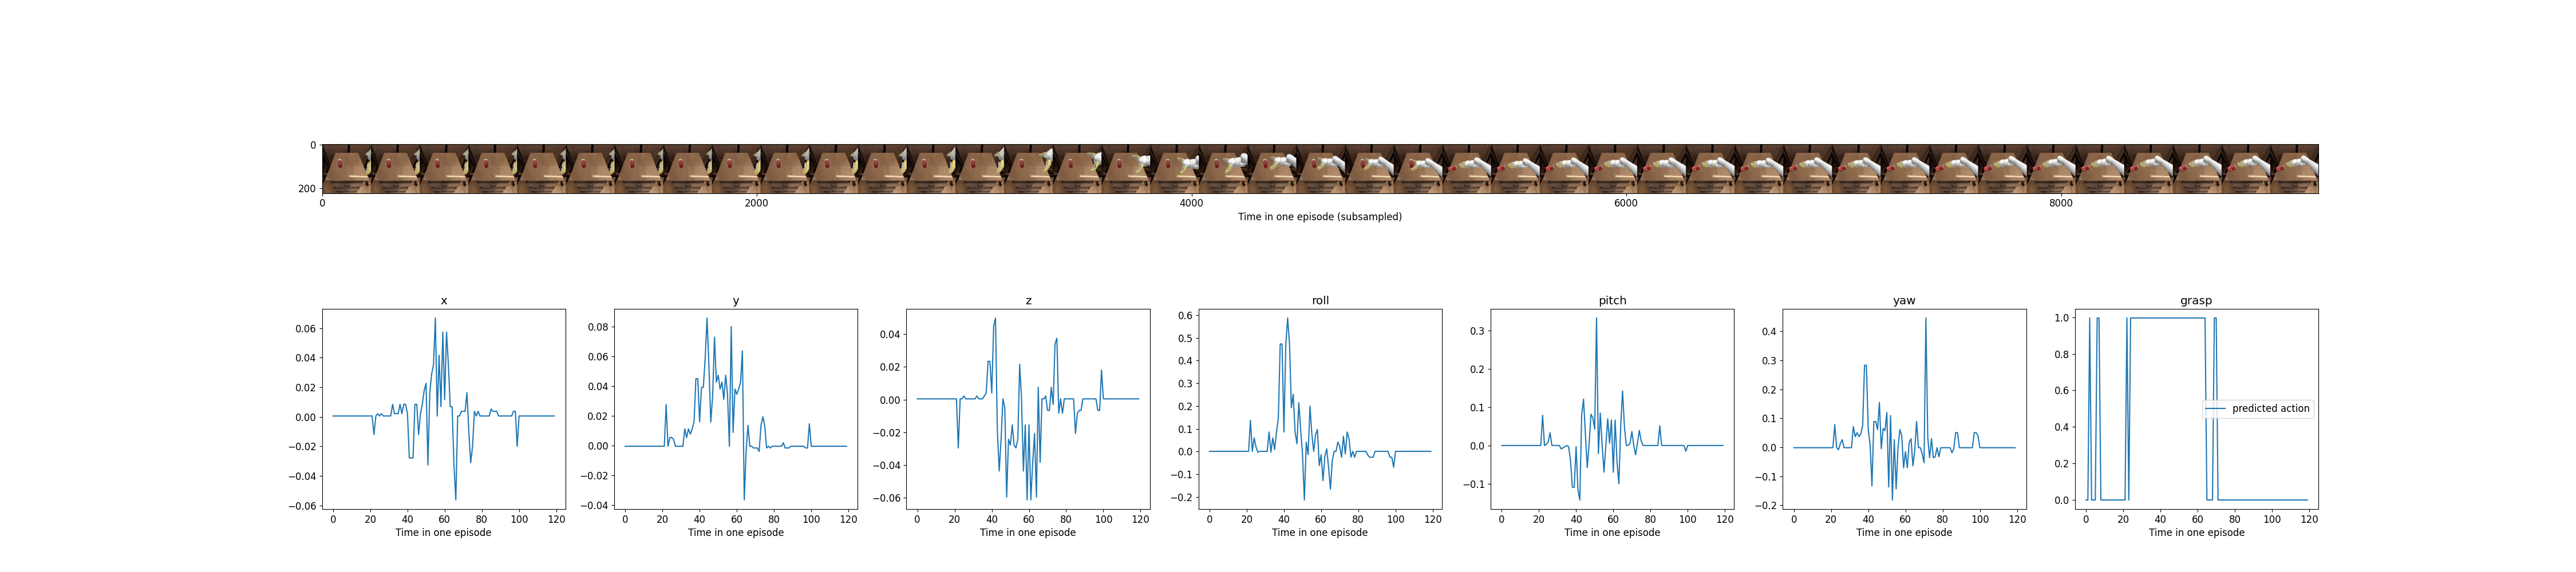 0
200
0 2000 4000 6000 8000
Time in one episode (subsampled)
x
0.06
0.04
0.02
0.00
−0.02
−0.04
−0.06
0 20 40 60 80 100 120
Time in one episode
y
0.08
0.06
0.04
0.02
0.00
−0.02
−0.04
0 20 40 60 80 100 120
Time in one episode
z
0.04
0.02
0.00
−0.02
−0.04
−0.06
0 20 40 60 80 100 120
Time in one episode
roll
0.6
0.5
0.4
0.3
0.2
0.1
0.0
−0.1
−0.2
0 20 40 60 80 100 120
Time in one episode
pitch
0.3
0.2
0.1
0.0
−0.1
0 20 40 60 80 100 120
Time in one episode
yaw
0.4
0.3
0.2
0.1
0.0
−0.1
−0.2
0 20 40 60 80 100 120
Time in one episode
grasp
1.0
0.8
0.6
0.4
0.2
0.0
predicted action
0 20 40 60 80 100 120
Time in one episode